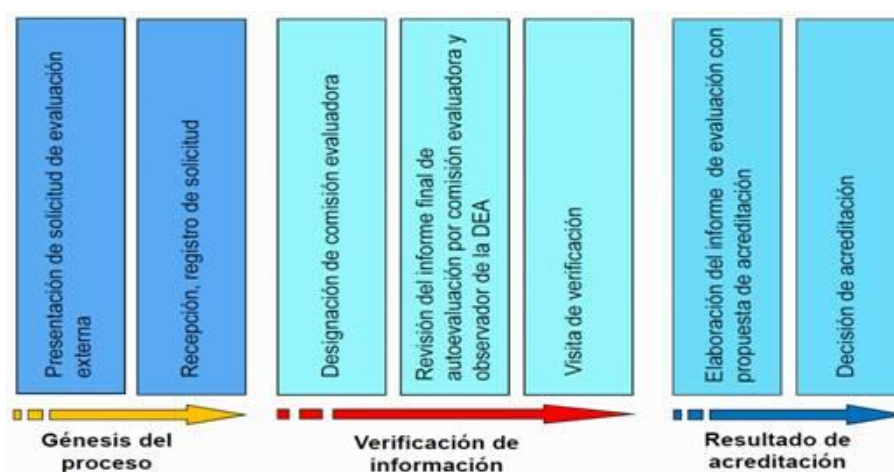 Presentación de solicitud de evaluación
externa
Recepción, registro de solicitud
Designación de comisión evaluadora
Revisión del informe final de
autoevaluación por comisión evaluadora y
observador de la DEA
Visita de verificación
Elaboración del informe de evaluación con
propuesta de acreditación
Decisión de acreditación
Génesis del
proceso
Verificación de
información
Resultado de
acreditación